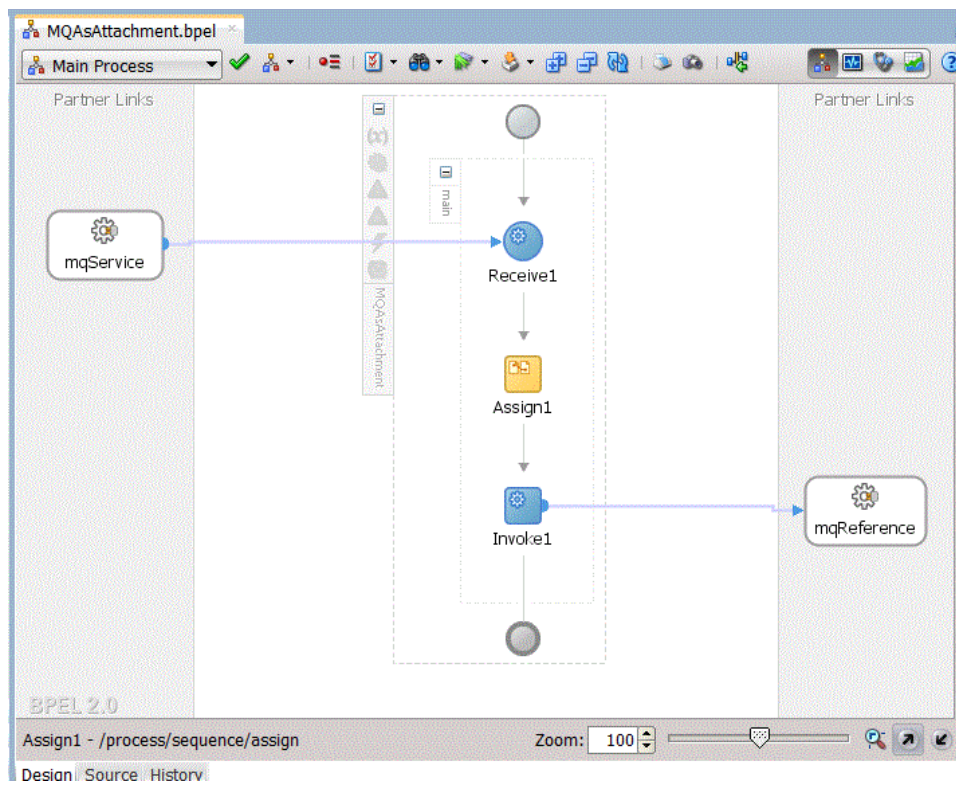 MQAsAttachment.bpel
Main Process
Partner Links
Partner Links
(x)
main
mqService
Receive1
MQAsAttachment
Assign1
mqReference
Invoke1
BPEL 2.0
Assign1 - /process/sequence/assign
Zoom: 100
Design Source History